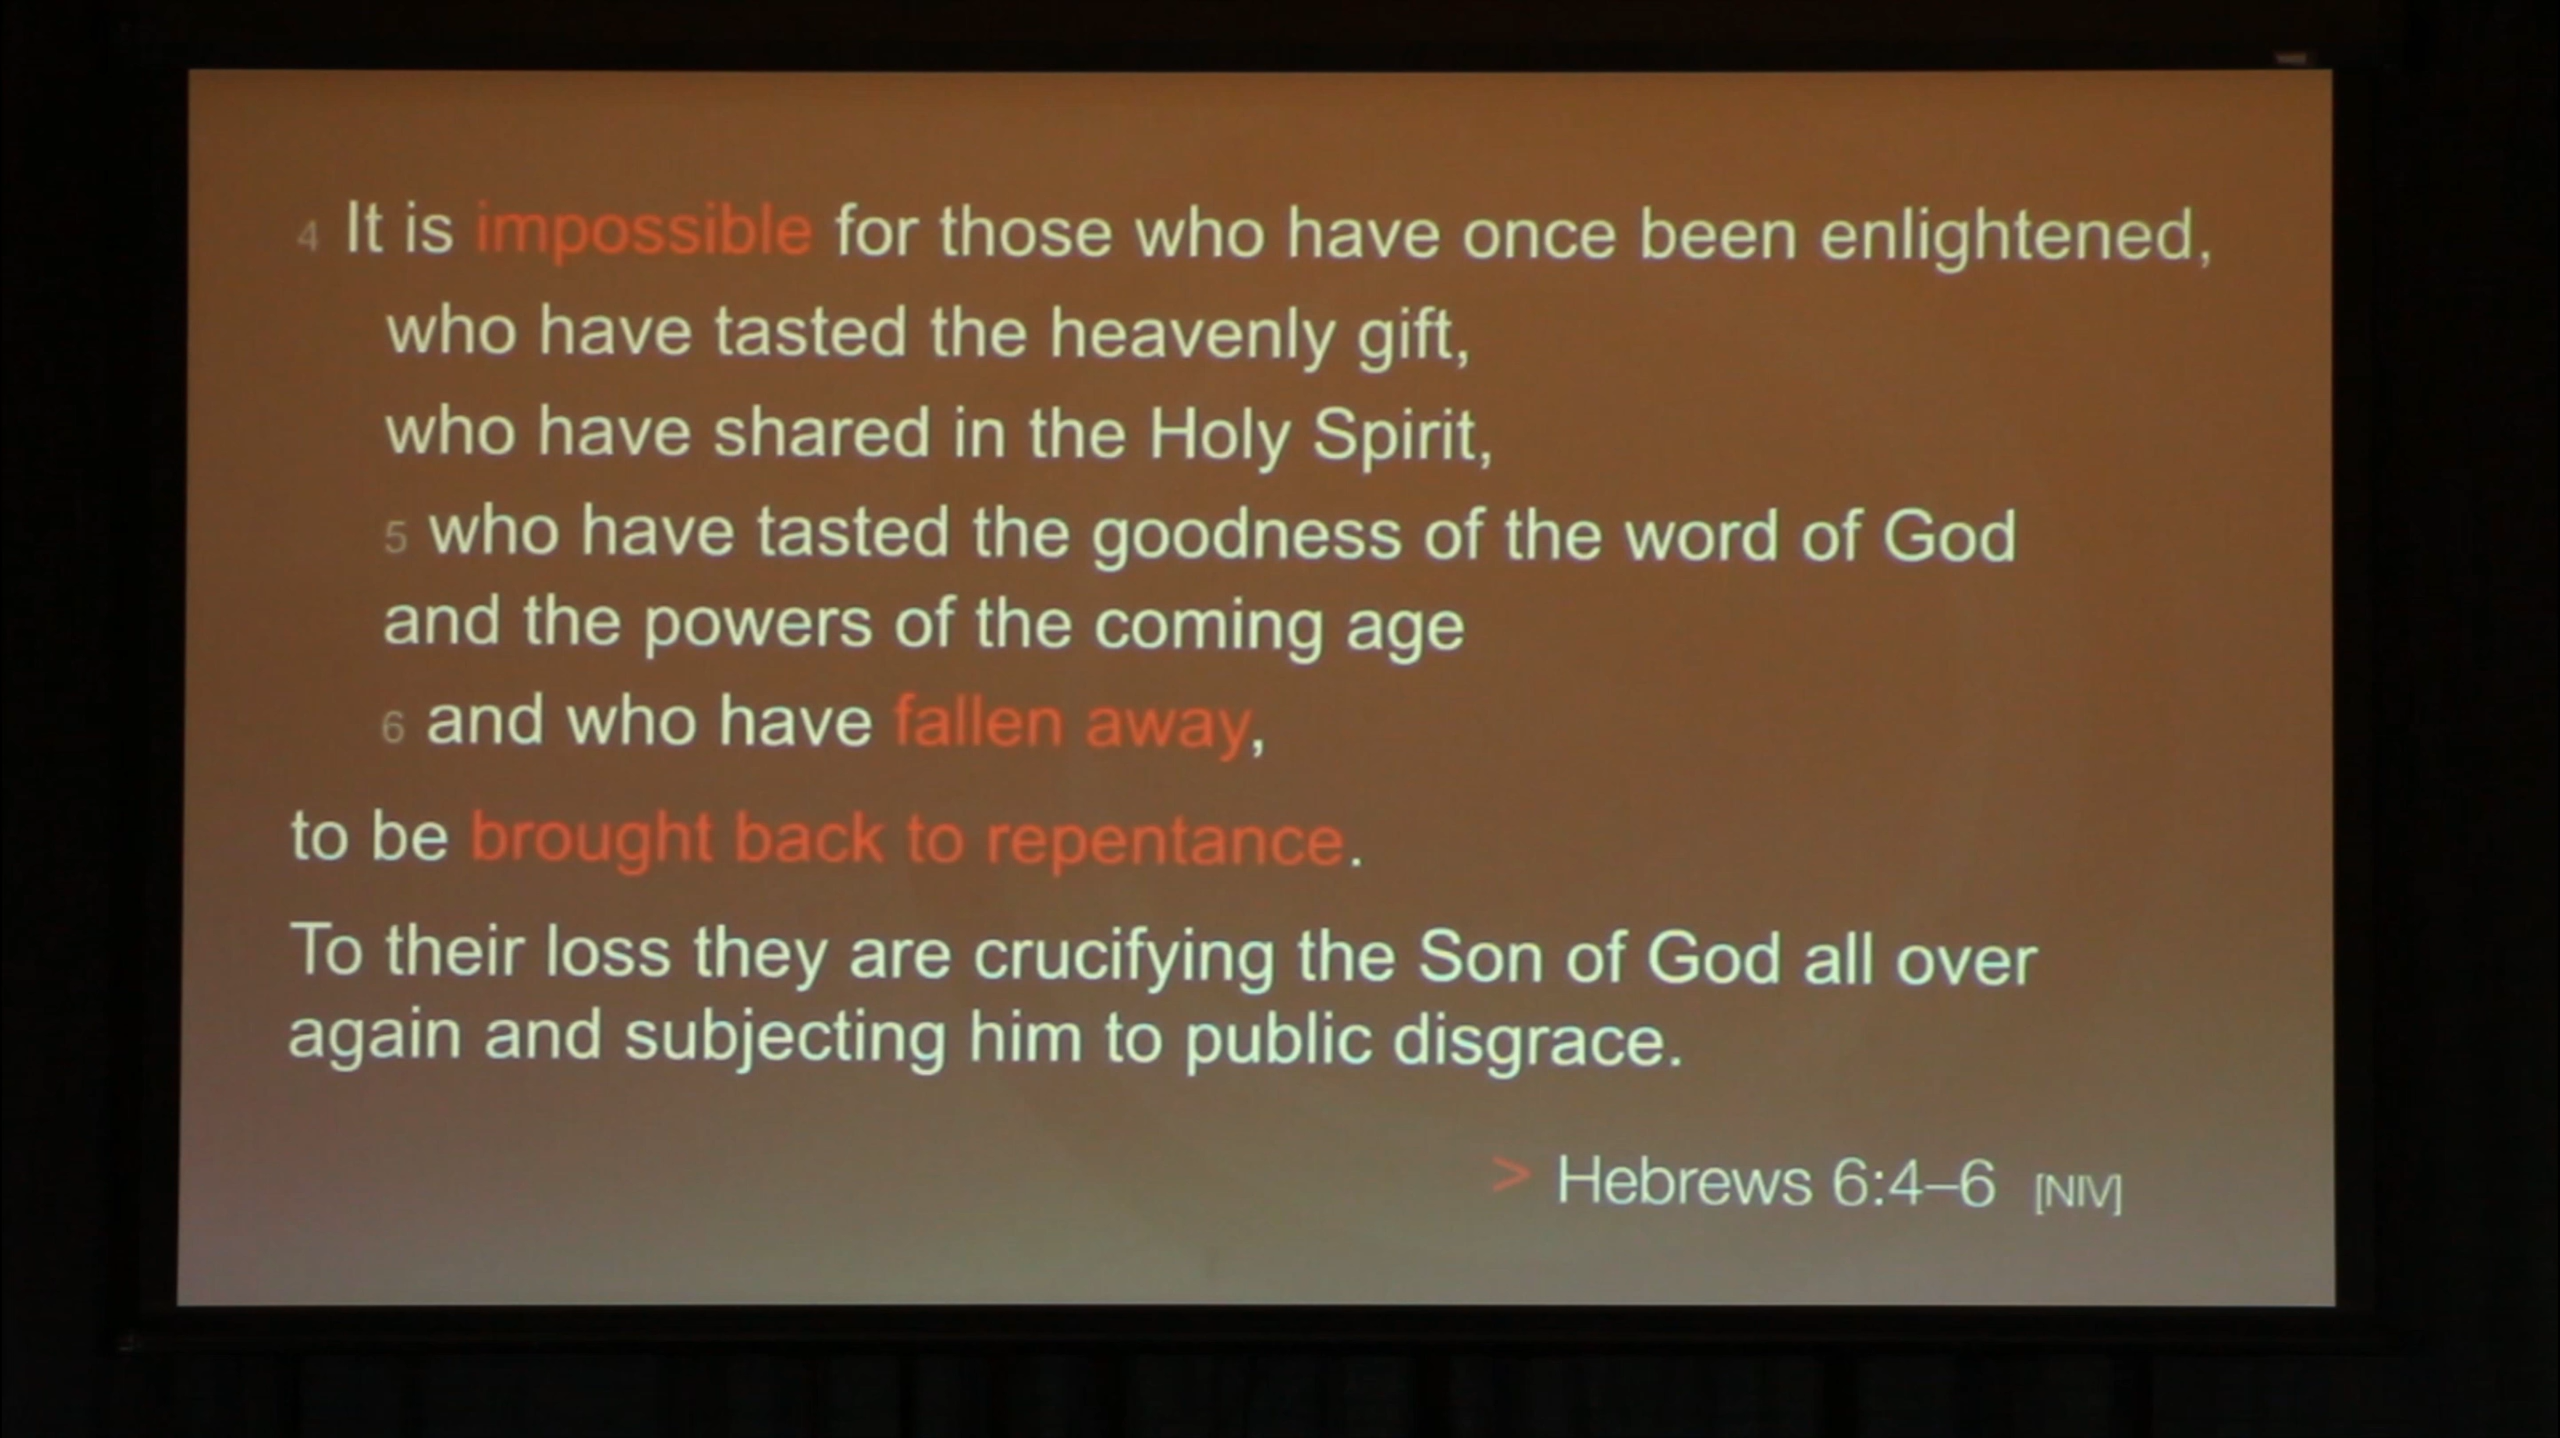 4 It is impossible for those who have once been enlightened,
who have tasted the heavenly gift,
who have shared in the Holy Spirit,
5 who have tasted the goodness of the word of God
and the powers of the coming age
6 and who have fallen away,
to be brought back to repentance.
To their loss they are crucifying the Son of God all over
again and subjecting him to public disgrace.
> Hebrews 6:4–6 [NIV]